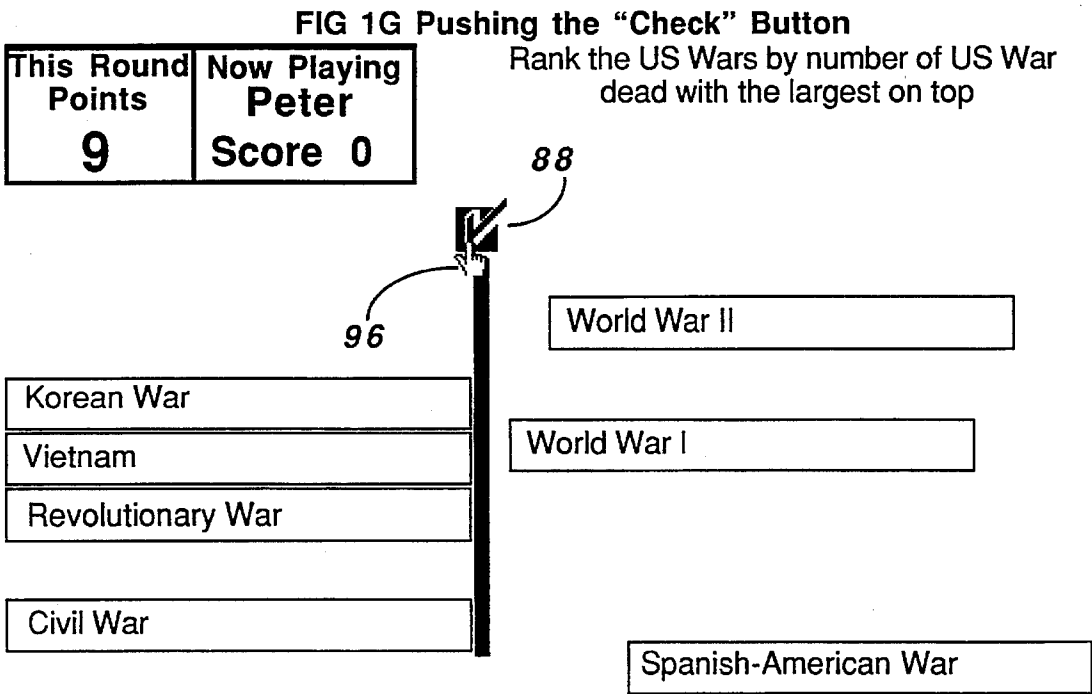 FIG 1G Pushing the “Check” Button
This Round
Points
9
Now Playing
Peter
Score 0
Rank the US Wars by number of US War
dead with the largest on top
88
96
World War II
Korean War
World War I
Vietnam
Revolutionary War
Civil War
Spanish-American War